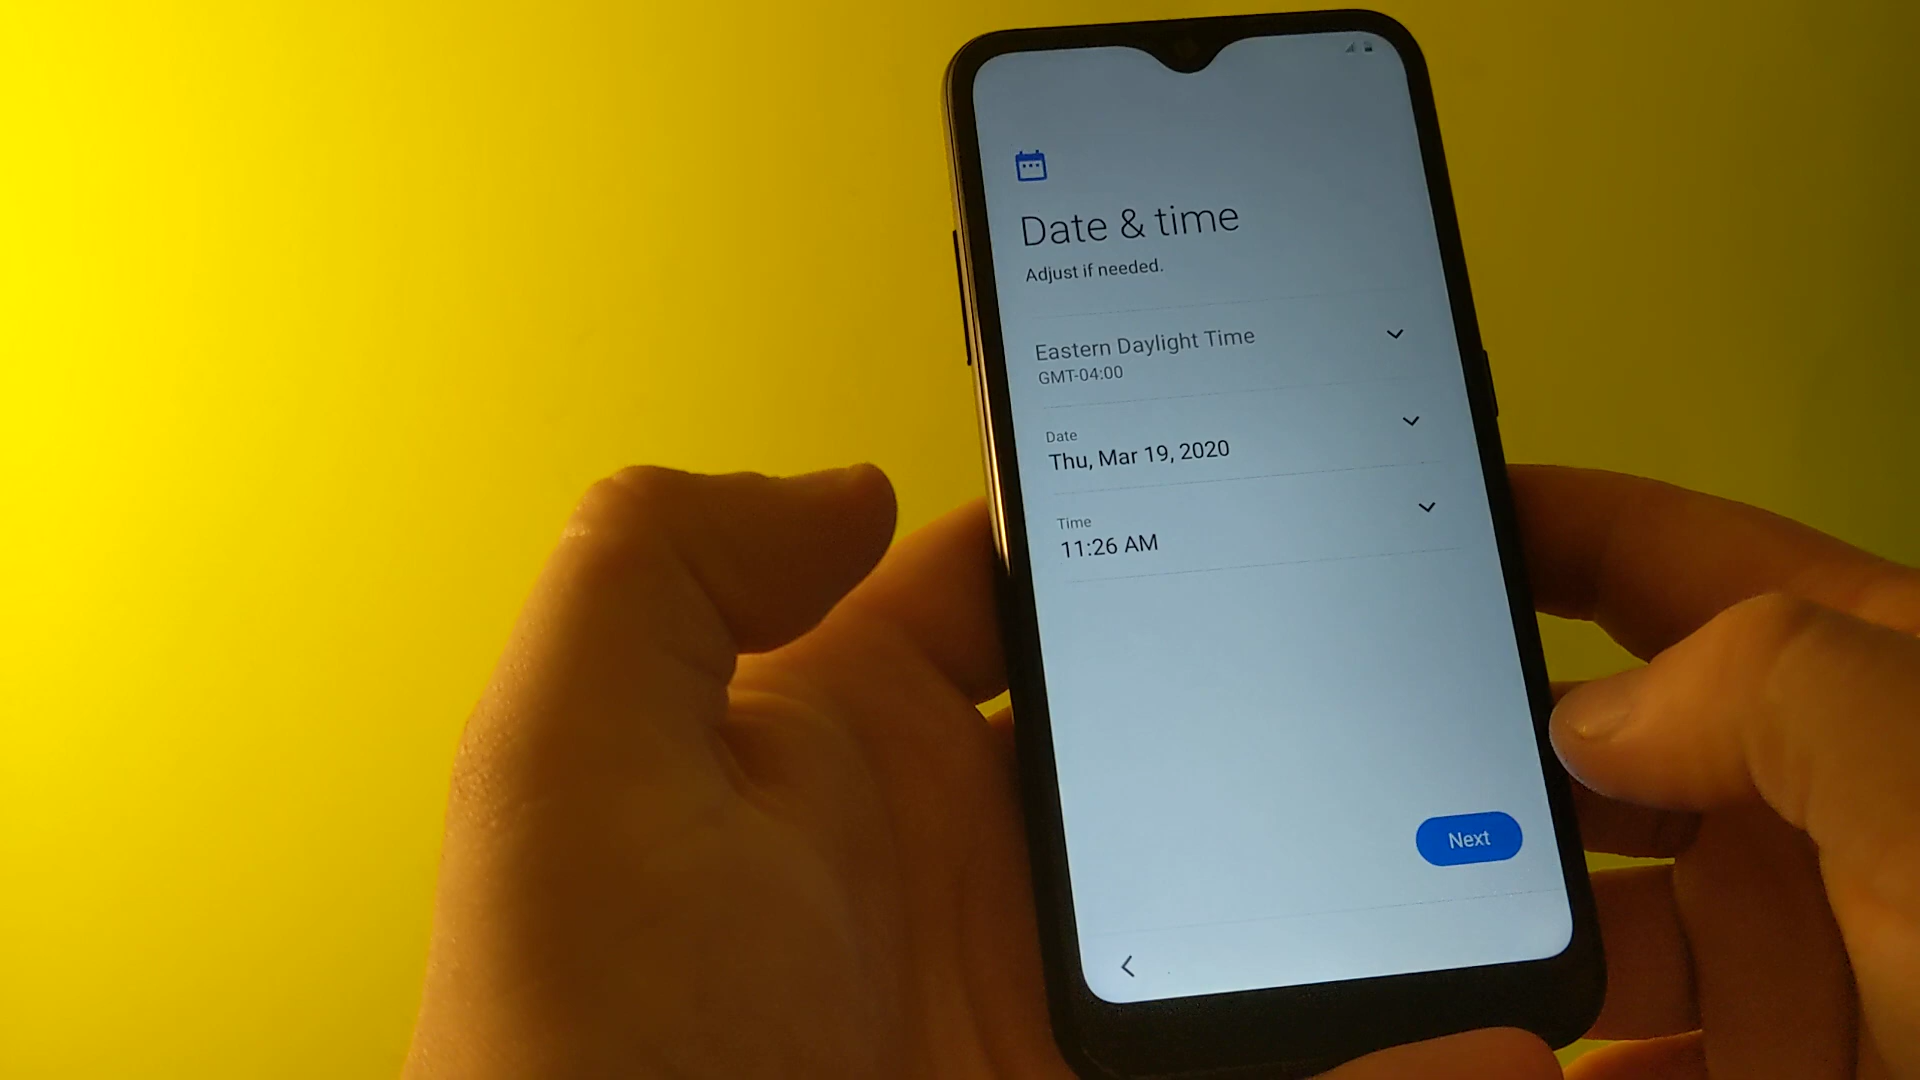 Date & time
Adjust if needed.
Eastern Daylight Time
GMT-04:00
Date
Thu, Mar 19, 2020
Time
11:26 AM
Next